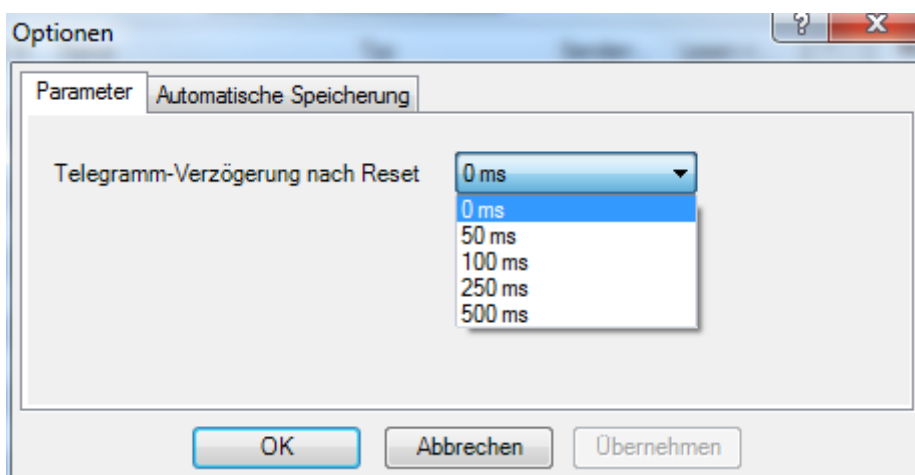 Optionen
Parameter
Automatische Speicherung
Telegramm-Verzögerung nach Reset
0 ms
0 ms
50 ms
100 ms
250 ms
500 ms
OK
Abbrechen
Übernehmen